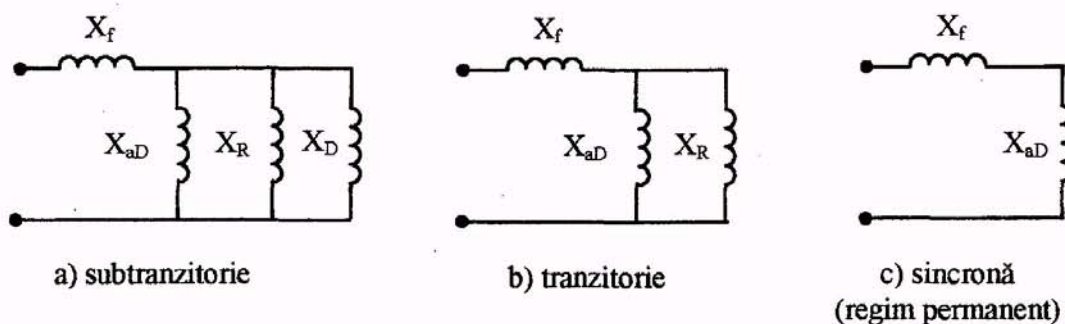 X_f
X_aD X_R X_D
a) subtranzitorie
X_f
X_aD X_R
b) tranzitorie
X_f
X_aD
c) sincronă
(regim permanent)